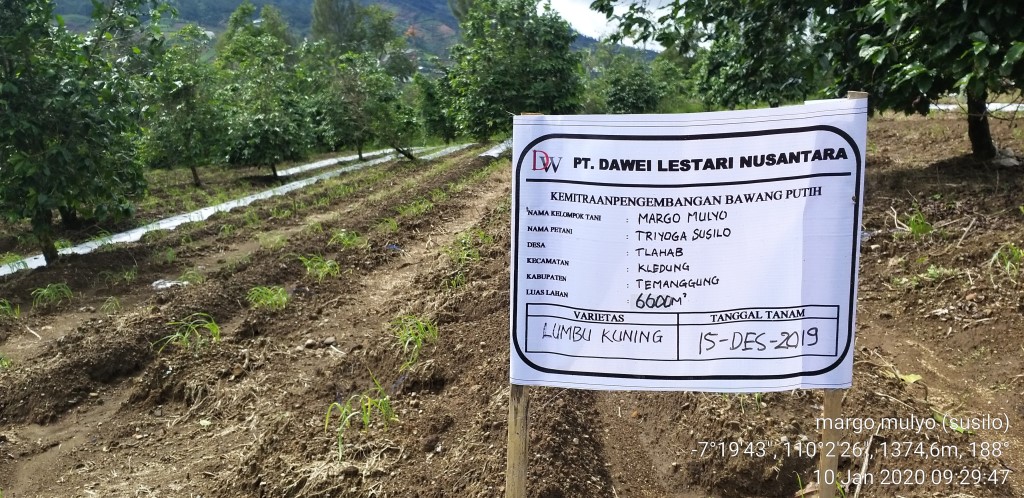 DW PT. DAWEI LESTARI NUSANTARA
KEMITRAANPENGEMBANGAN BAWANG PUTIH
NAMA KELOMPOK TANI : MARGO MULYO
NAMA PETANI : TRIYOGA SUSILO
DESA : TLAHAB
KECAMATAN : KLEDUNG
KABUPATEN : TEMANGGUNG
LUAS LAHAN : 6600M²
VARIETAS TANGGAL TANAM
LUMBU KUNING 15-DES-2019
margo mulyo (susilo)
-7°19'43", 110°2'26", 1374,6m, 188°
10 Jan 2020 09:29:47